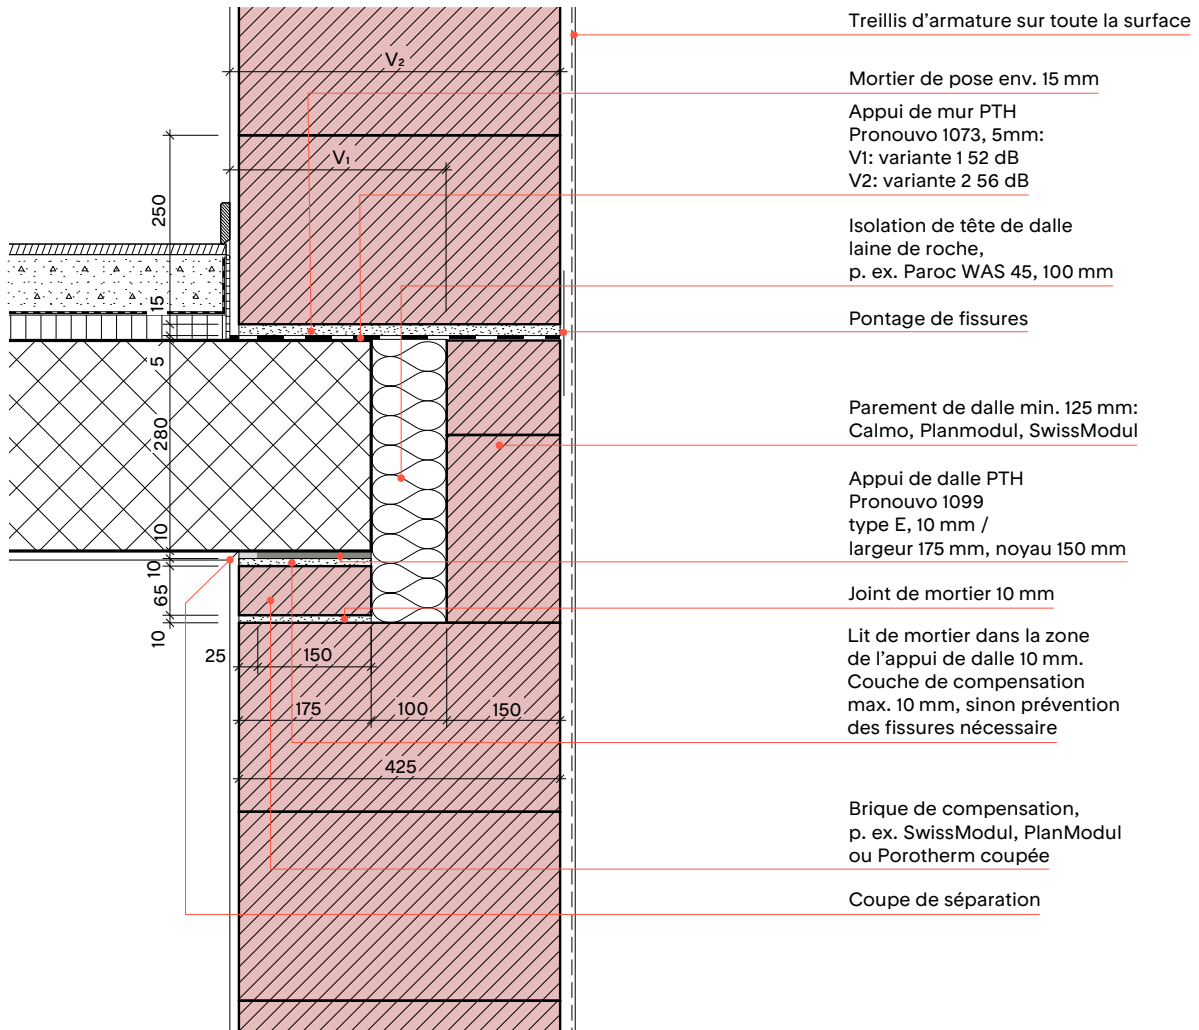 Treillis d’armature sur toute la surface
V₂
Mortier de pose env. 15 mm
Appui de mur PTH
Pronouvo 1073, 5mm:
V1: variante 1 52 dB
V2: variante 2 56 dB
V₁
250
Isolation de tête de dalle
laine de roche,
p. ex. Paroc WAS 45, 100 mm
15
Pontage de fissures
5
Parement de dalle min. 125 mm:
Calmo, Planmodul, SwissModul
280
Appui de dalle PTH
Pronouvo 1099
type E, 10 mm /
largeur 175 mm, noyau 150 mm
10
10
65
10
Joint de mortier 10 mm
Lit de mortier dans la zone
de l’appui de dalle 10 mm.
Couche de compensation
max. 10 mm, sinon prévention
des fissures nécessaire
25
150
175
100
150
425
Brique de compensation,
p. ex. SwissModul, PlanModul
ou Porotherm coupée
Coupe de séparation